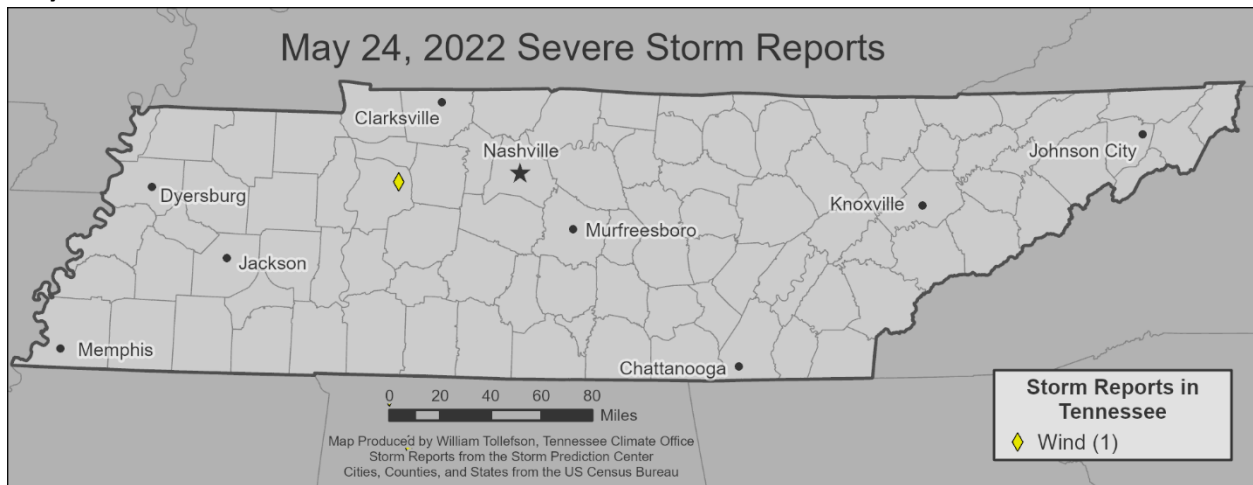 May 24, 2022 Severe Storm Reports
Clarksville
Nashville
Johnson City
Dyersburg
Knoxville
Murfreesboro
Jackson
Memphis
Chattanooga
0 20 40 60 80
Miles
Map Produced by William Tollefson, Tennessee Climate Office
Storm Reports from the Storm Prediction Center
Cities, Counties, and States from the US Census Bureau
Storm Reports in
Tennessee
Wind (1)